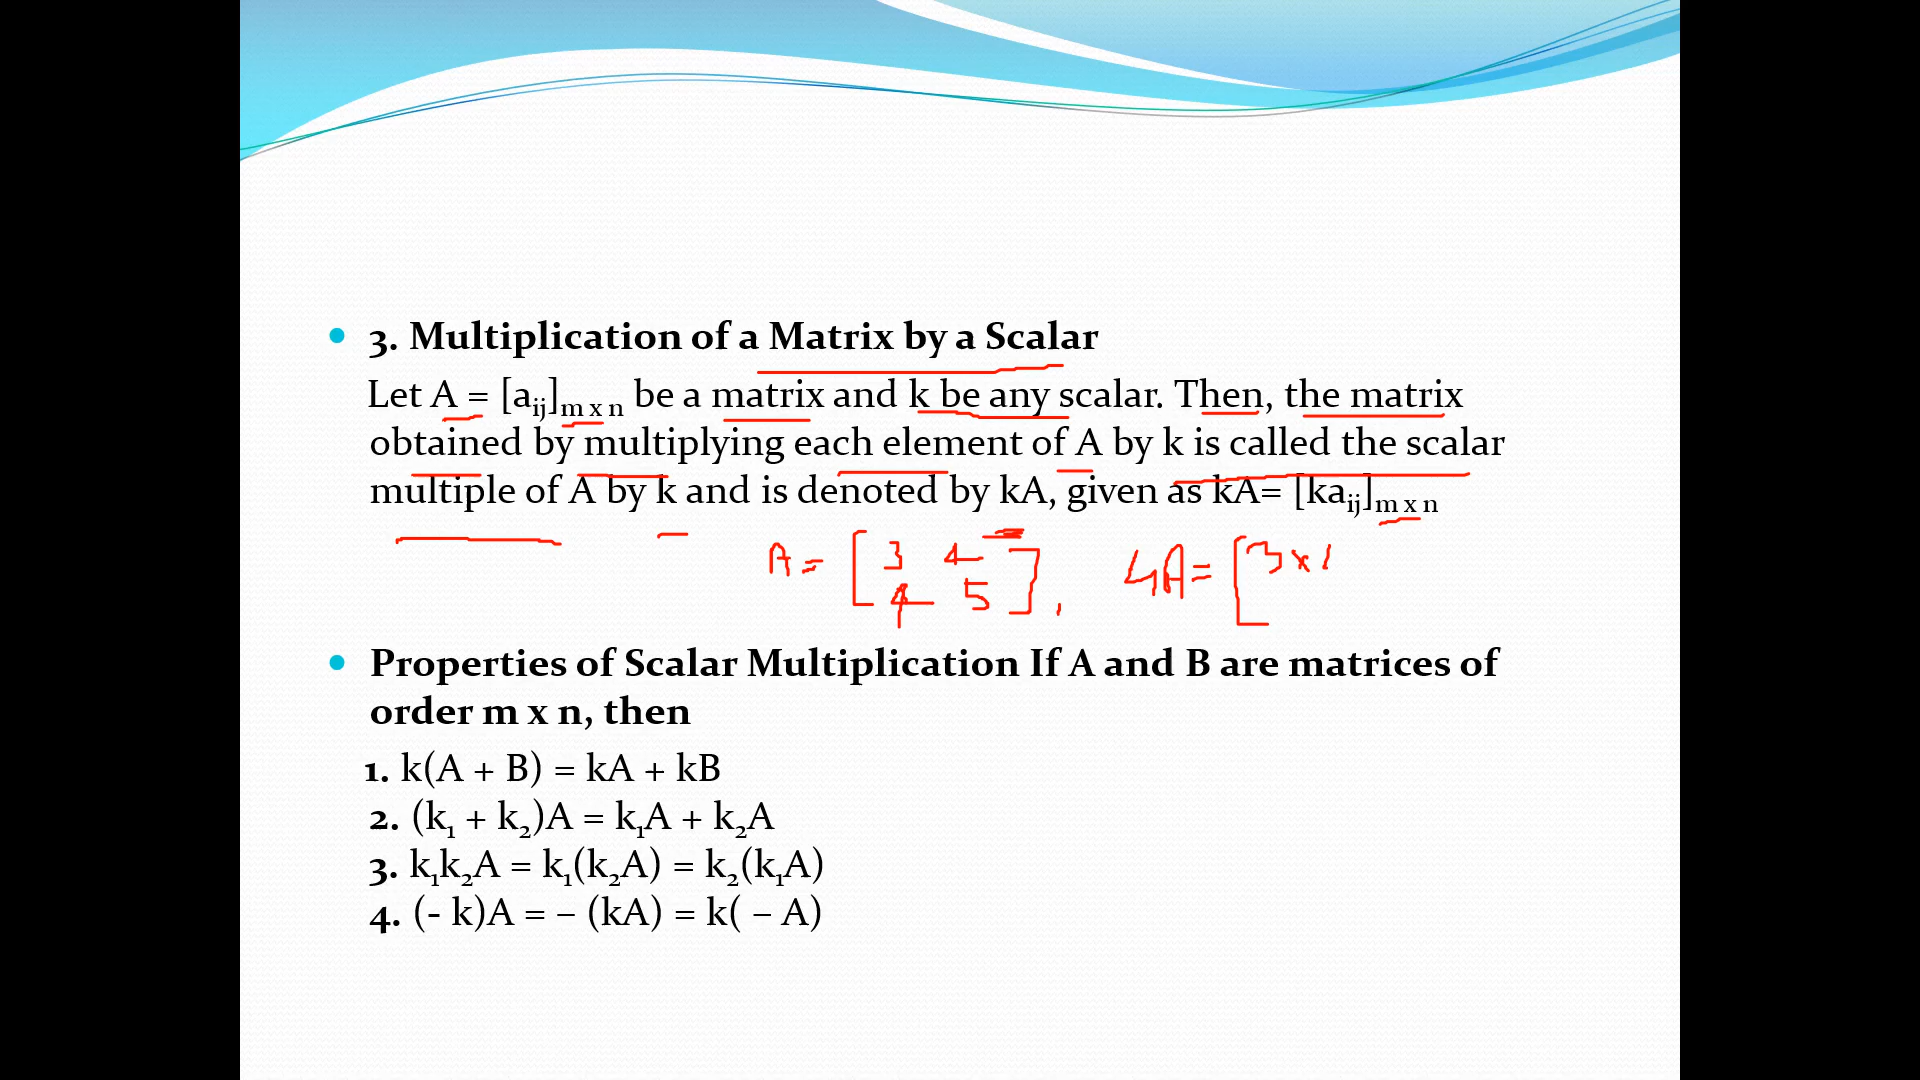 3. Multiplication of a Matrix by a Scalar
Let A = [aᵢⱼ]ₘ ₓ ₙ be a matrix and k be any scalar. Then, the matrix
obtained by multiplying each element of A by k is called the scalar
multiple of A by k and is denoted by kA, given as kA= [kaᵢⱼ]ₘ ₓ ₙ
A = [ 3 4
4 5 ] , 4A = [ 3 x
Properties of Scalar Multiplication If A and B are matrices of
order m x n, then
1. k(A + B) = kA + kB
2. (k₁ + k₂)A = k₁A + k₂A
3. k₁k₂A = k₁(k₂A) = k₂(k₁A)
4. (- k)A = – (kA) = k( – A)